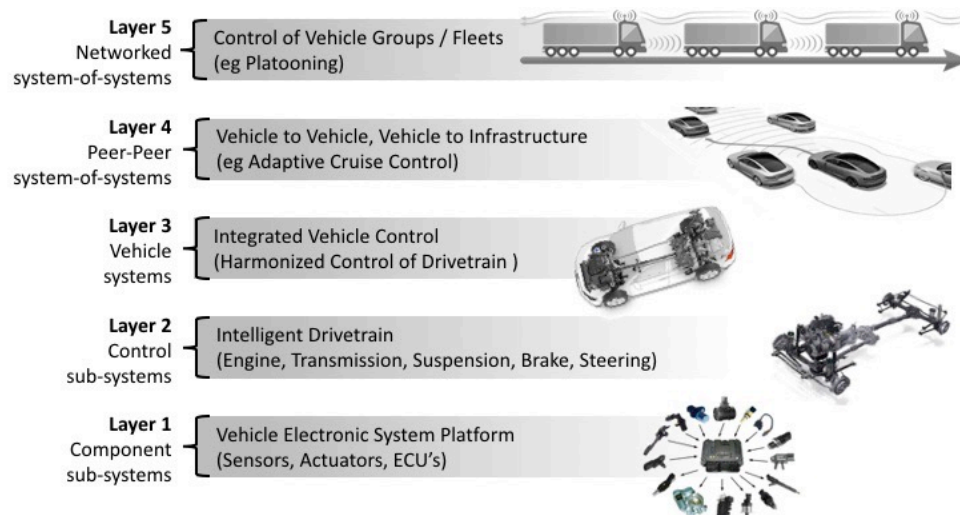 Layer 5
Networked
system-of-systems
Control of Vehicle Groups / Fleets
(eg Platooning)
Layer 4
Peer-Peer
system-of-systems
Vehicle to Vehicle, Vehicle to Infrastructure
(eg Adaptive Cruise Control)
Layer 3
Vehicle
systems
Integrated Vehicle Control
(Harmonized Control of Drivetrain )
Layer 2
Control
sub-systems
Intelligent Drivetrain
(Engine, Transmission, Suspension, Brake, Steering)
Layer 1
Component
sub-systems
Vehicle Electronic System Platform
(Sensors, Actuators, ECU's)